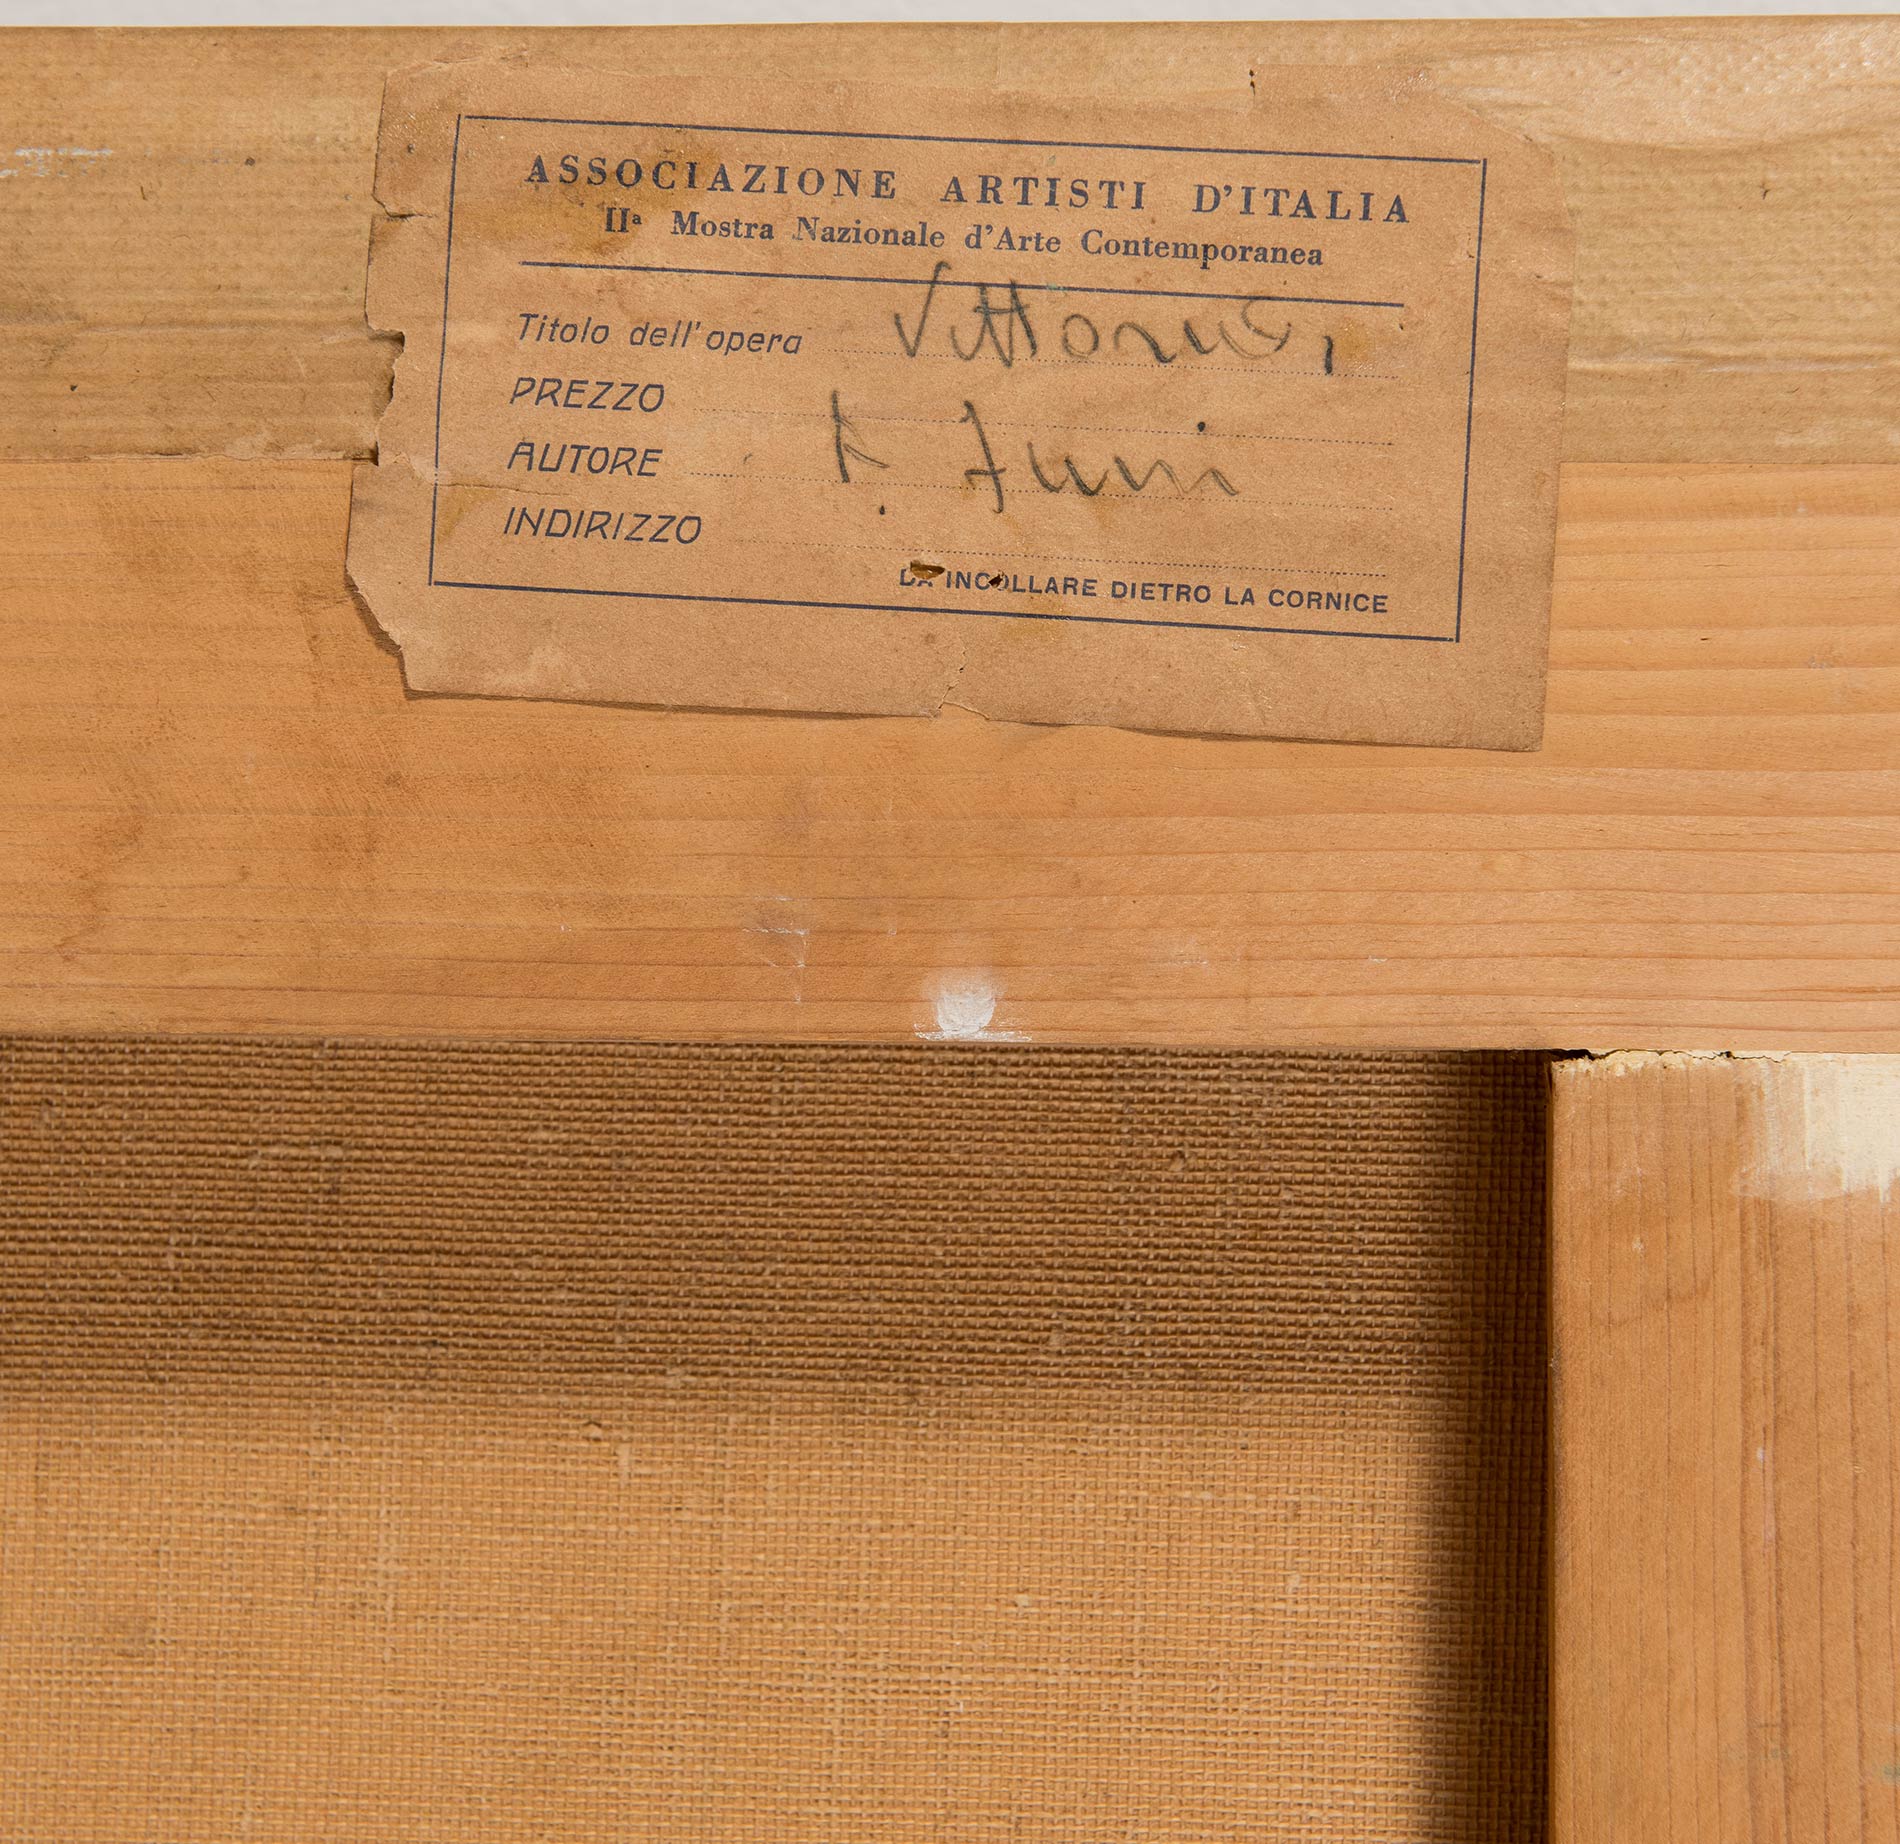 ASSOCIAZIONE ARTISTI D'ITALIA
IIª Mostra Nazionale d'Arte Contemporanea
Titolo dell'opera
PREZZO
AUTORE A. Funi
INDIRIZZO
DA INCOLLARE DIETRO LA CORNICE